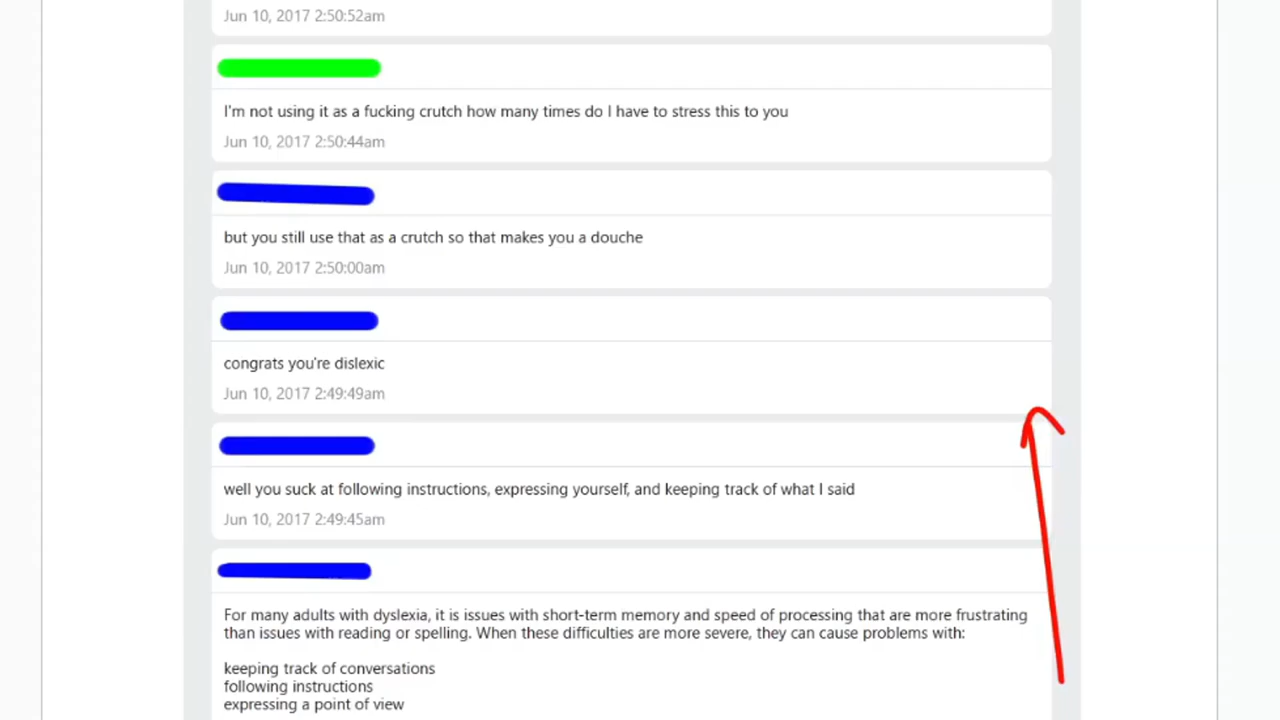 Jun 10, 2017 2:50:52am
I'm not using it as a fucking crutch how many times do I have to stress this to you
Jun 10, 2017 2:50:44am
but you still use that as a crutch so that makes you a douche
Jun 10, 2017 2:50:00am
congrats you're dislexic
Jun 10, 2017 2:49:49am
well you suck at following instructions, expressing yourself, and keeping track of what I said
Jun 10, 2017 2:49:45am
For many adults with dyslexia, it is issues with short-term memory and speed of processing that are more frustrating
than issues with reading or spelling. When these difficulties are more severe, they can cause problems with:
keeping track of conversations
following instructions
expressing a point of view